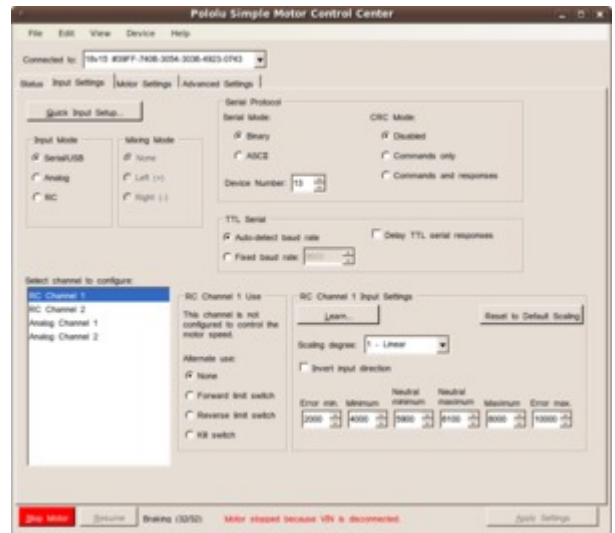 Pololu Simple Motor Control Center
File Edit View Device Help
Connected to: 18v15 #39FF-7406-3054-3036-4923-0743
Status Input Settings Motor Settings Advanced Settings
Quick Input Setup...
Input Mode
Serial/USB
Analog
RC
Mixing Mode
None
Left (+)
Right (-)
Serial Protocol
Serial Mode:
Binary
ASCII
Device Number: 13
CRC Mode:
Disabled
Commands only
Commands and responses
TTL Serial
Auto-detect baud rate
Fixed baud rate:
Delay TTL serial responses
Select channel to configure:
RC Channel 1
RC Channel 2
Analog Channel 1
Analog Channel 2
RC Channel 1 Use
This channel is not
configured to control the
motor speed.
Alternate use:
None
Forward limit switch
Reverse limit switch
Kill switch
RC Channel 1 Input Settings
Learn...
Reset to Default Scaling
Scaling degree: 1 - Linear
Invert input direction
Error min. Minimum Neutral minimum Neutral maximum Maximum Error max.
2000 4000 5900 6100 8000 10000
Stop Motor Resume Braking (32/32) Motor stopped because VIN is disconnected. Apply Settings